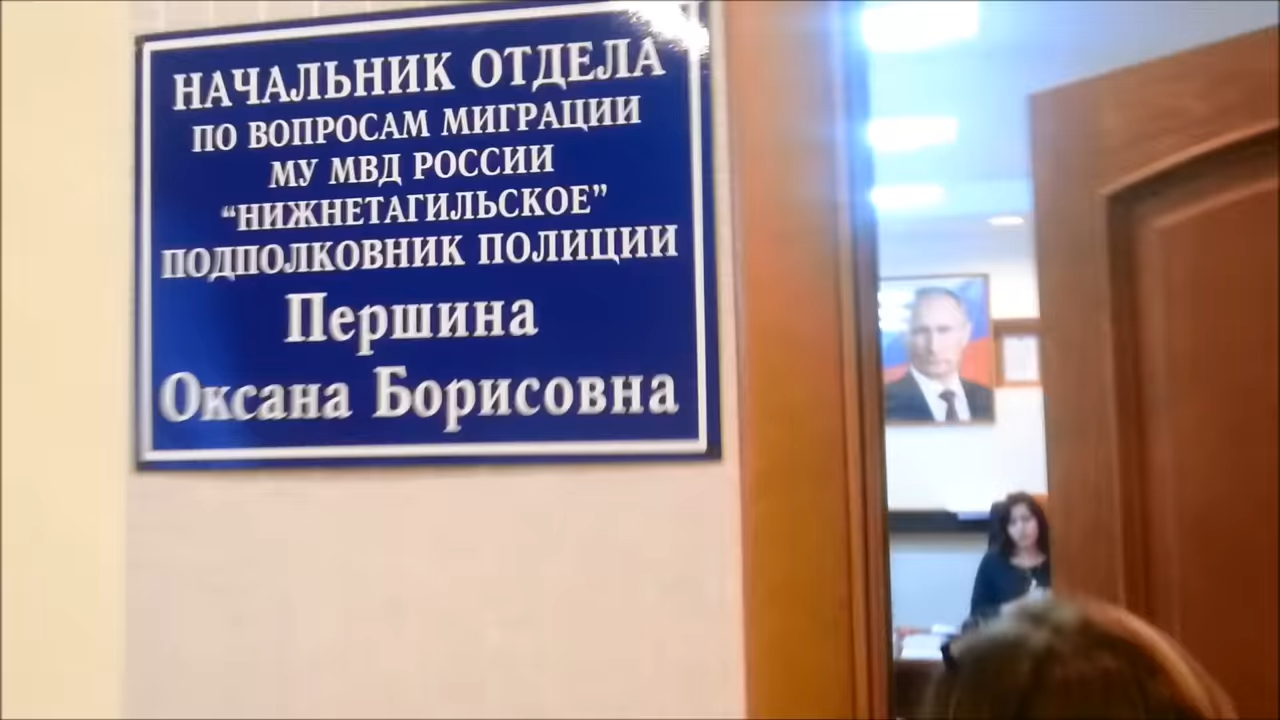 НАЧАЛЬНИК ОТДЕЛА
ПО ВОПРОСАМ МИГРАЦИИ
МУ МВД РОССИИ
“НИЖНЕТАГИЛЬСКОЕ”
ПОДПОЛКОВНИК ПОЛИЦИИ
Першина
Оксана Борисовна